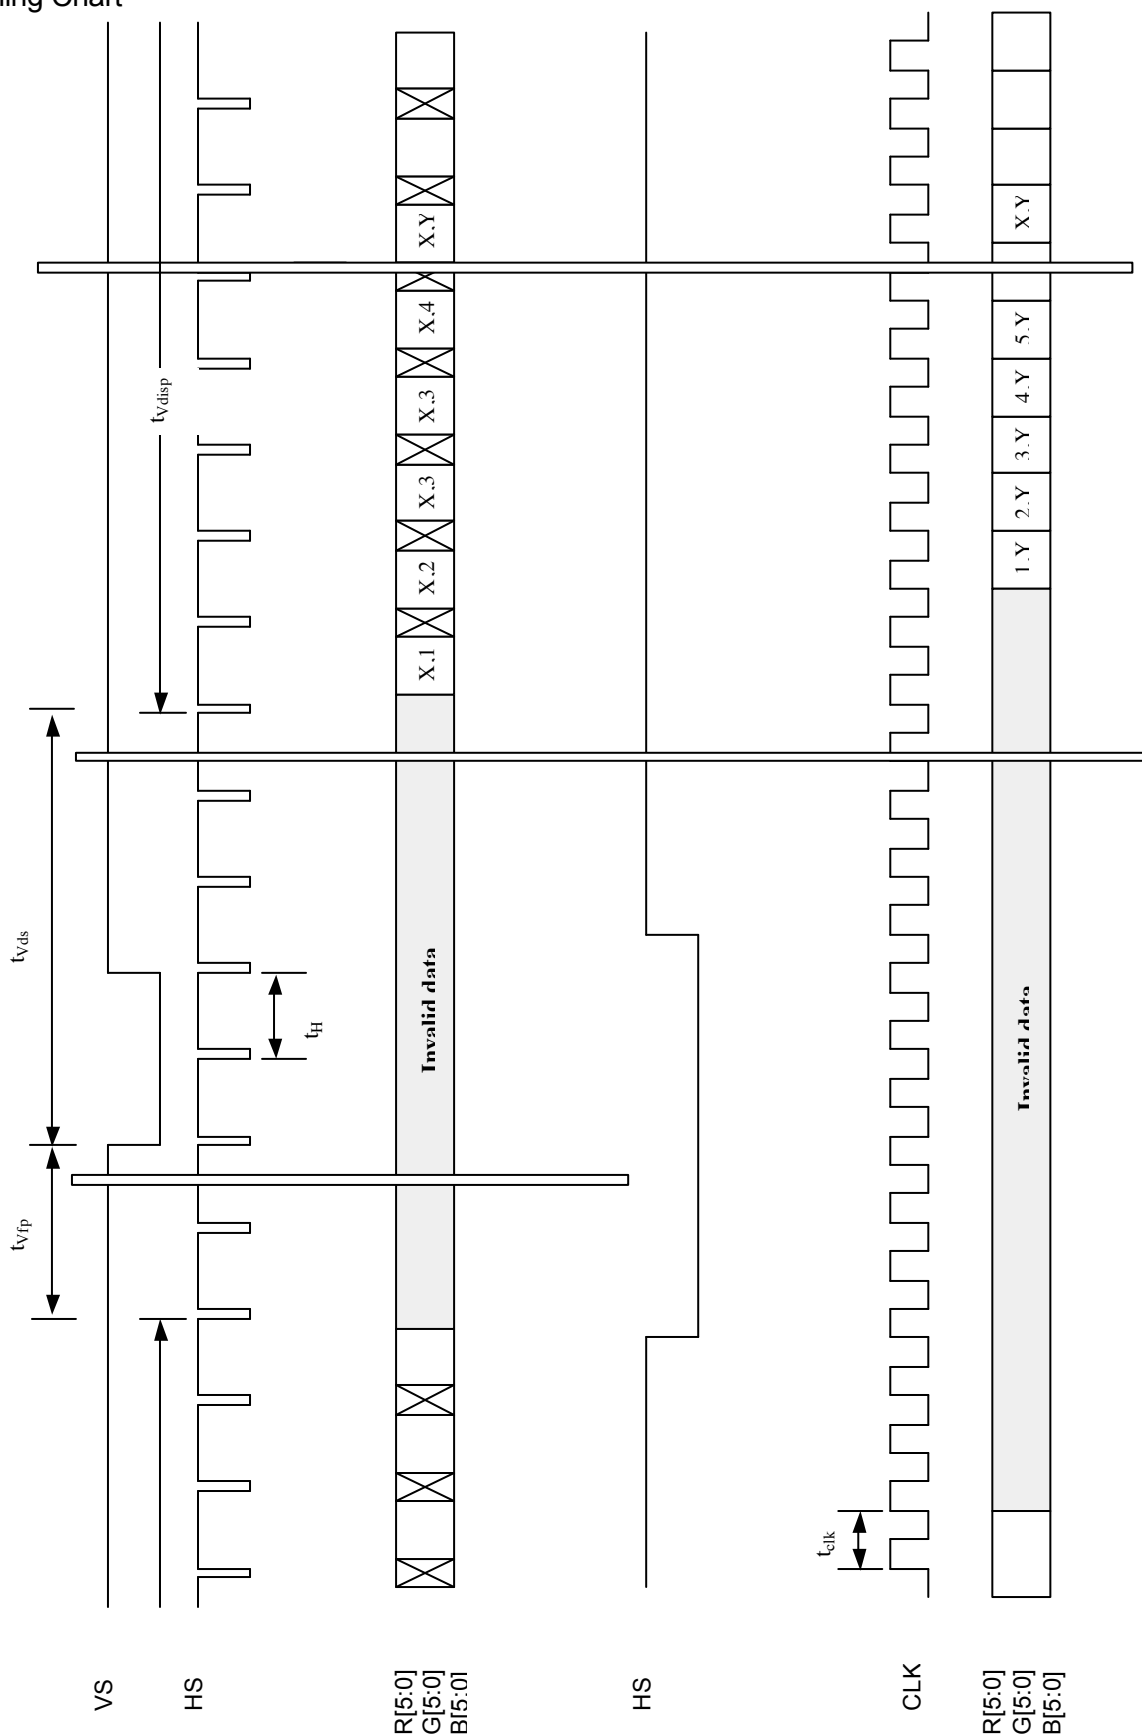 ing Chart
VS
t_Vfp
t_Vds
t_Vdisp
HS
t_H
R[5:0]
G[5:0]
B[5:0]
Invalid data
X.1
X.2
X.3
X.3
X.4
X.Y
HS
CLK
t_clk
R[5:0]
G[5:0]
B[5:0]
Invalid data
1.Y
2.Y
3.Y
4.Y
5.Y
X.Y